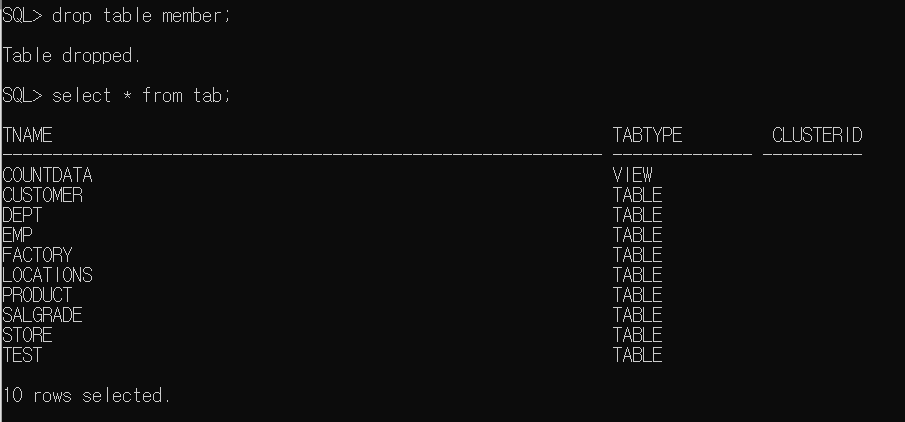 SQL> drop table member;
Table dropped.
SQL> select * from tab;
TNAME TABTYPE CLUSTERID
------------------------------------------------------------ -------------- ----------
COUNTDATA VIEW
CUSTOMER TABLE
DEPT TABLE
EMP TABLE
FACTORY TABLE
LOCATIONS TABLE
PRODUCT TABLE
SALGRADE TABLE
STORE TABLE
TEST TABLE
10 rows selected.